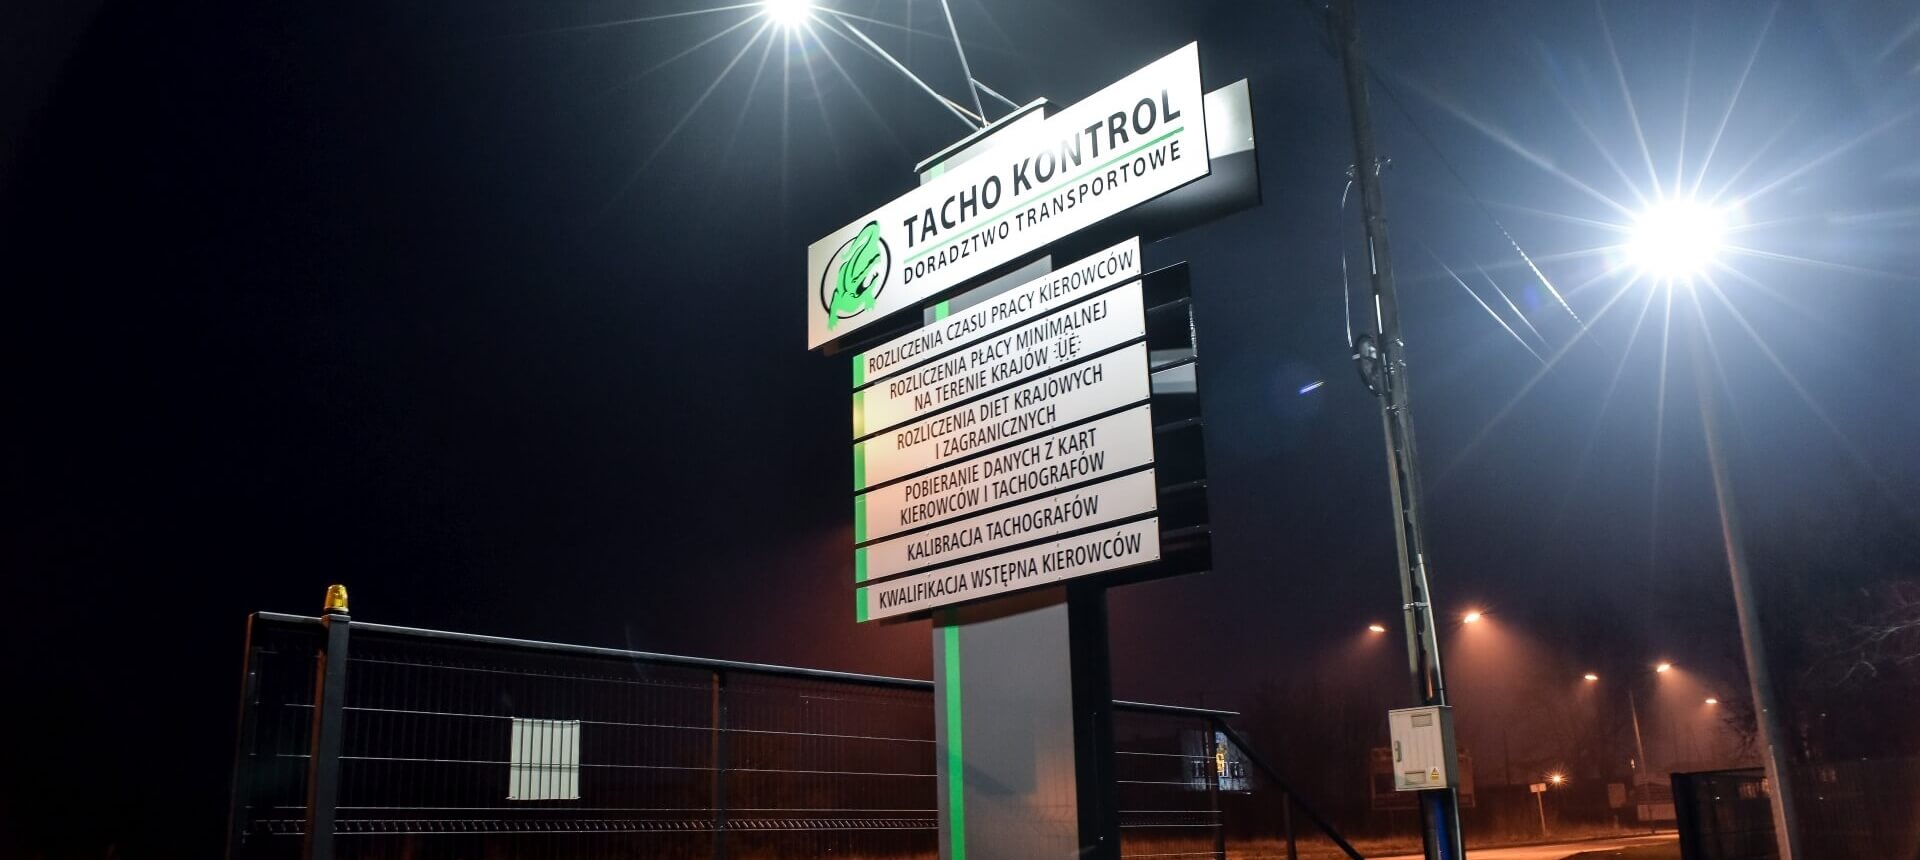 TACHO KONTROL
DORADZTWO TRANSPORTOWE
ROZLICZENIA CZASU PRACY KIEROWCÓW
ROZLICZENIA PŁACY MINIMALNEJ
NA TERENIE KRAJÓW UE
ROZLICZENIA DIET KRAJOWYCH
I ZAGRANICZNYCH
POBIERANIE DANYCH Z KART
KIEROWCÓW I TACHOGRAFÓW
KALIBRACJA TACHOGRAFÓW
KWALIFIKACJA WSTĘPNA KIEROWCÓW